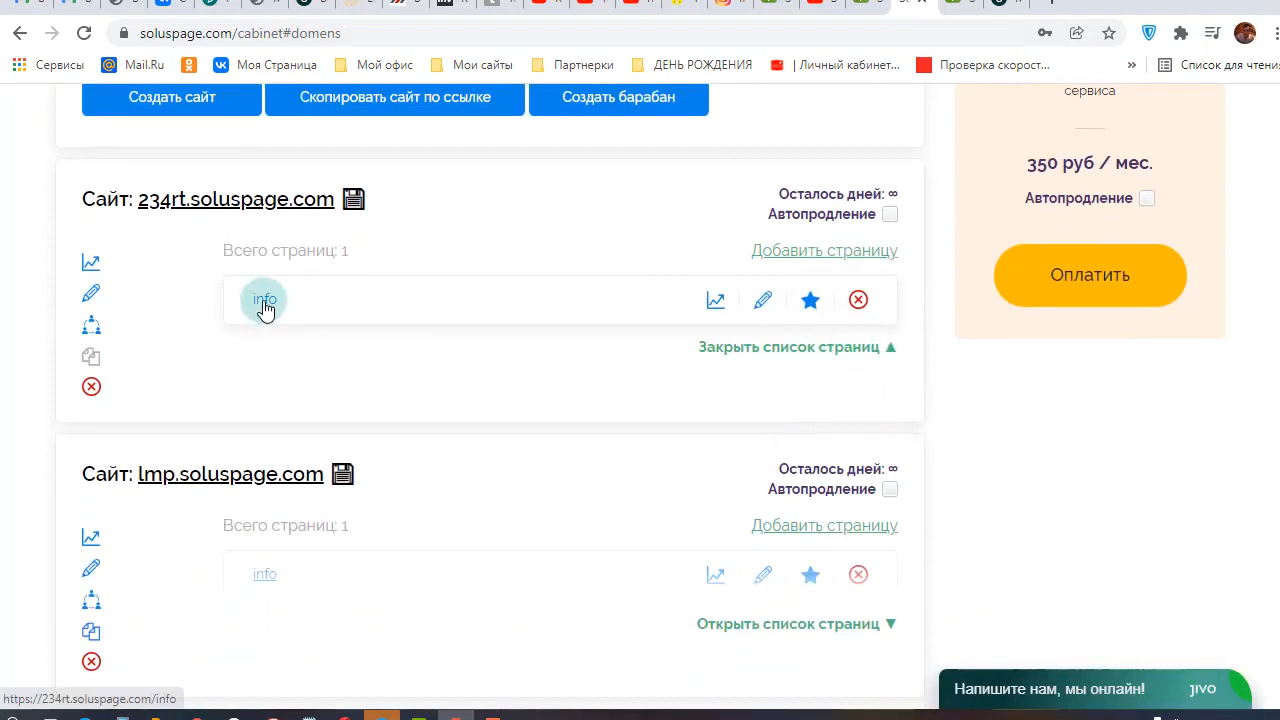 soluspage.com/cabinet#domens
Сервисы
Mail.Ru
Моя Страница
Мой офис
Мои сайты
Партнерки
ДЕНЬ РОЖДЕНИЯ
| Личный кабинет...
Проверка скорост...
»
Список для чтени
Создать сайт
Скопировать сайт по ссылке
Создать барабан
сервиса
350 руб / мес.
Автопродление
Оплатить
Сайт: 234rt.soluspage.com
Осталось дней: ∞
Автопродление
Всего страниц: 1
Добавить страницу
info
Закрыть список страниц ▲
Сайт: lmp.soluspage.com
Осталось дней: ∞
Автопродление
Всего страниц: 1
Добавить страницу
info
Открыть список страниц ▼
Напишите нам, мы онлайн!
JIVO
https://234rt.soluspage.com/info